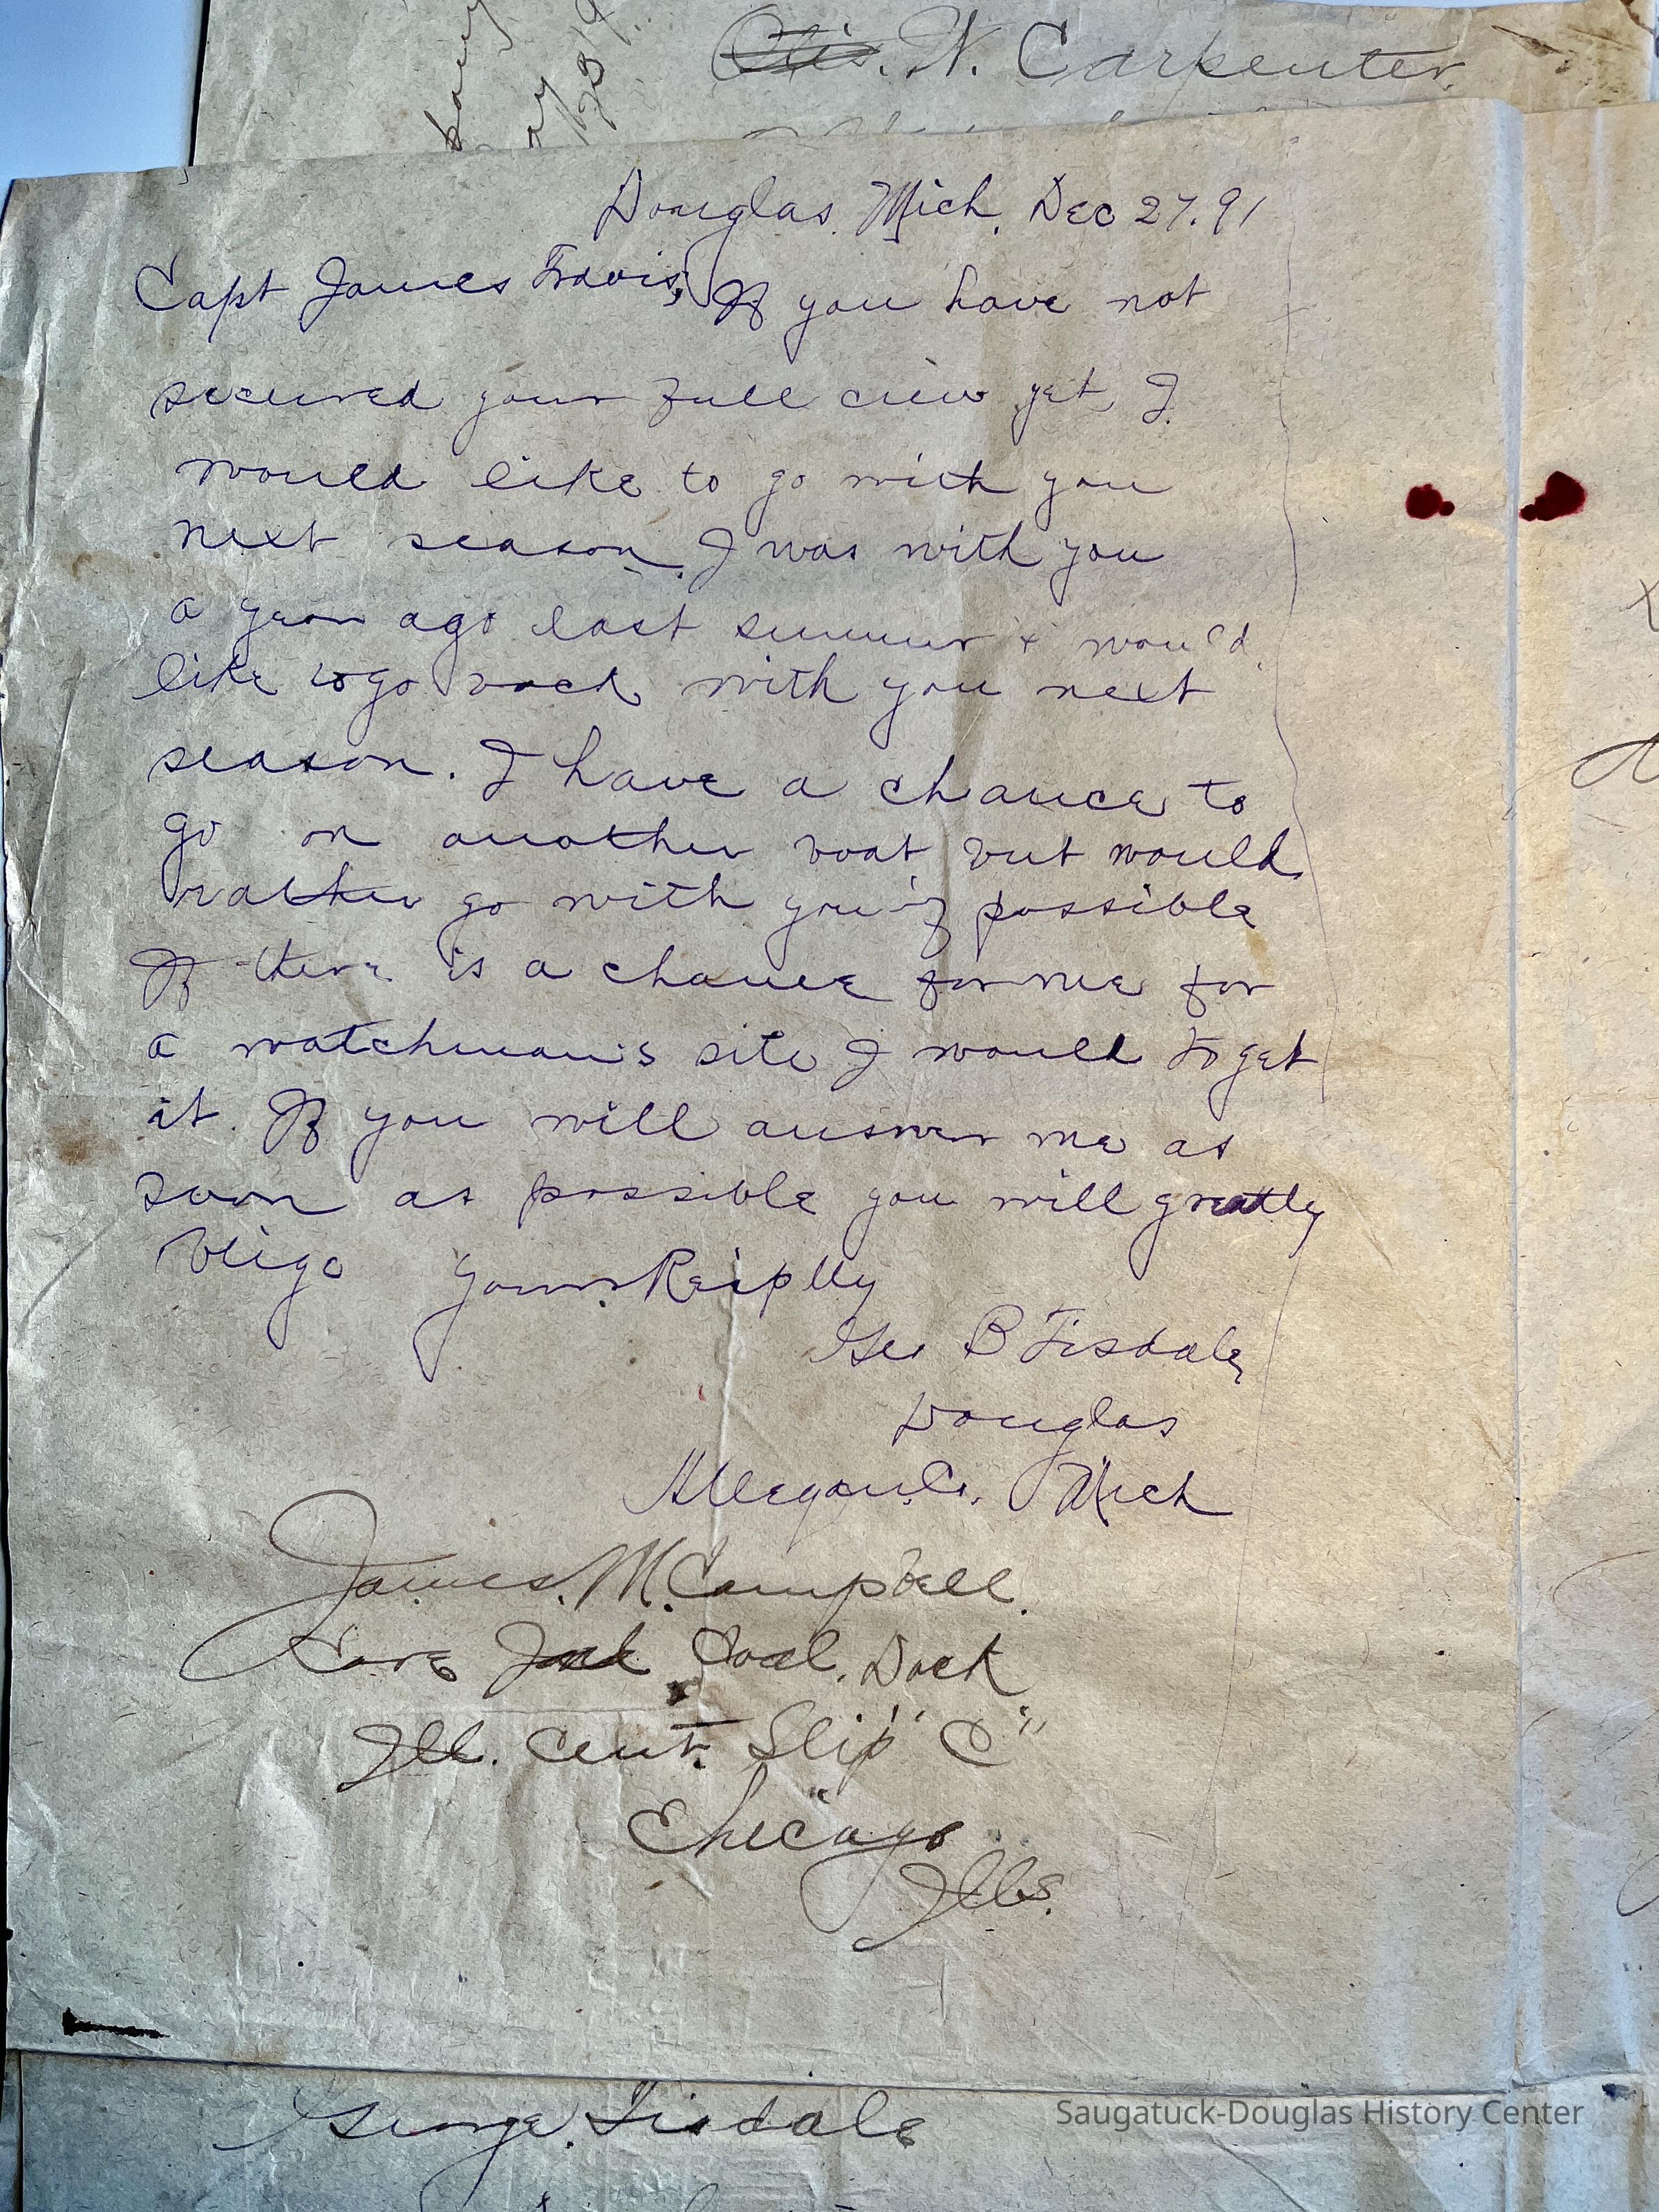 W. Carpenter
Douglas. Mich. Dec 27. 91
Capt James Travis; If you have not
secured your full crew yet, I
would like to go with you
next season. I was with you
a year ago last summer & would
like to go back with you next
season. I have a chance to
go on another boat but would
rather go with you if possible
If there is a chance for me for
a watchman's site I would to get
it. If you will answer me as
soon as possible you will greatly
oblige Yours Resptlly
Geo B Tisdale
Douglas
Allegan Co. Mich
James. M. Campbell.
Care Coal. Dock
Ill. Cent. Slip "C"
Chicago
Ills.
George. Tisdale
Saugatuck-Douglas History Center